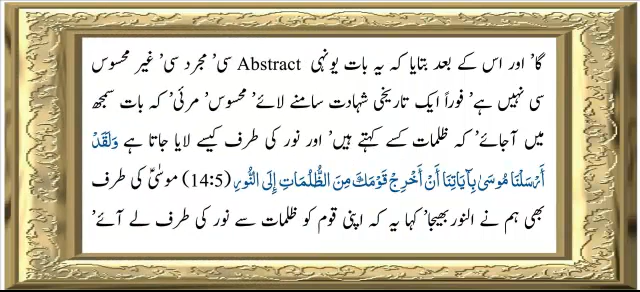 گا' اور اس کے بعد بتایا کہ یہ بات یونہی Abstract سی' مجرد سی' غیر محسوس
سی نہیں ہے' فوراً ایک تاریخی شہادت سامنے لائے' محسوس' مرئی' کہ بات سمجھ
میں آجائے' کہ ظلمات کسے کہتے ہیں' اور نور کی طرف کیسے لایا جاتا ہے وَلَقَدْ
أَرْسَلْنَا مُوسَىٰ بِآيَاتِنَا أَنْ أَخْرِجْ قَوْمَكَ مِنَ الظُّلُمَاتِ إِلَى النُّورِ (14:5) موسیٰؑ کی طرف
بھی ہم نے النور بھیجا' کہا یہ کہ اپنی قوم کو ظلمات سے نور کی طرف لے آئے'